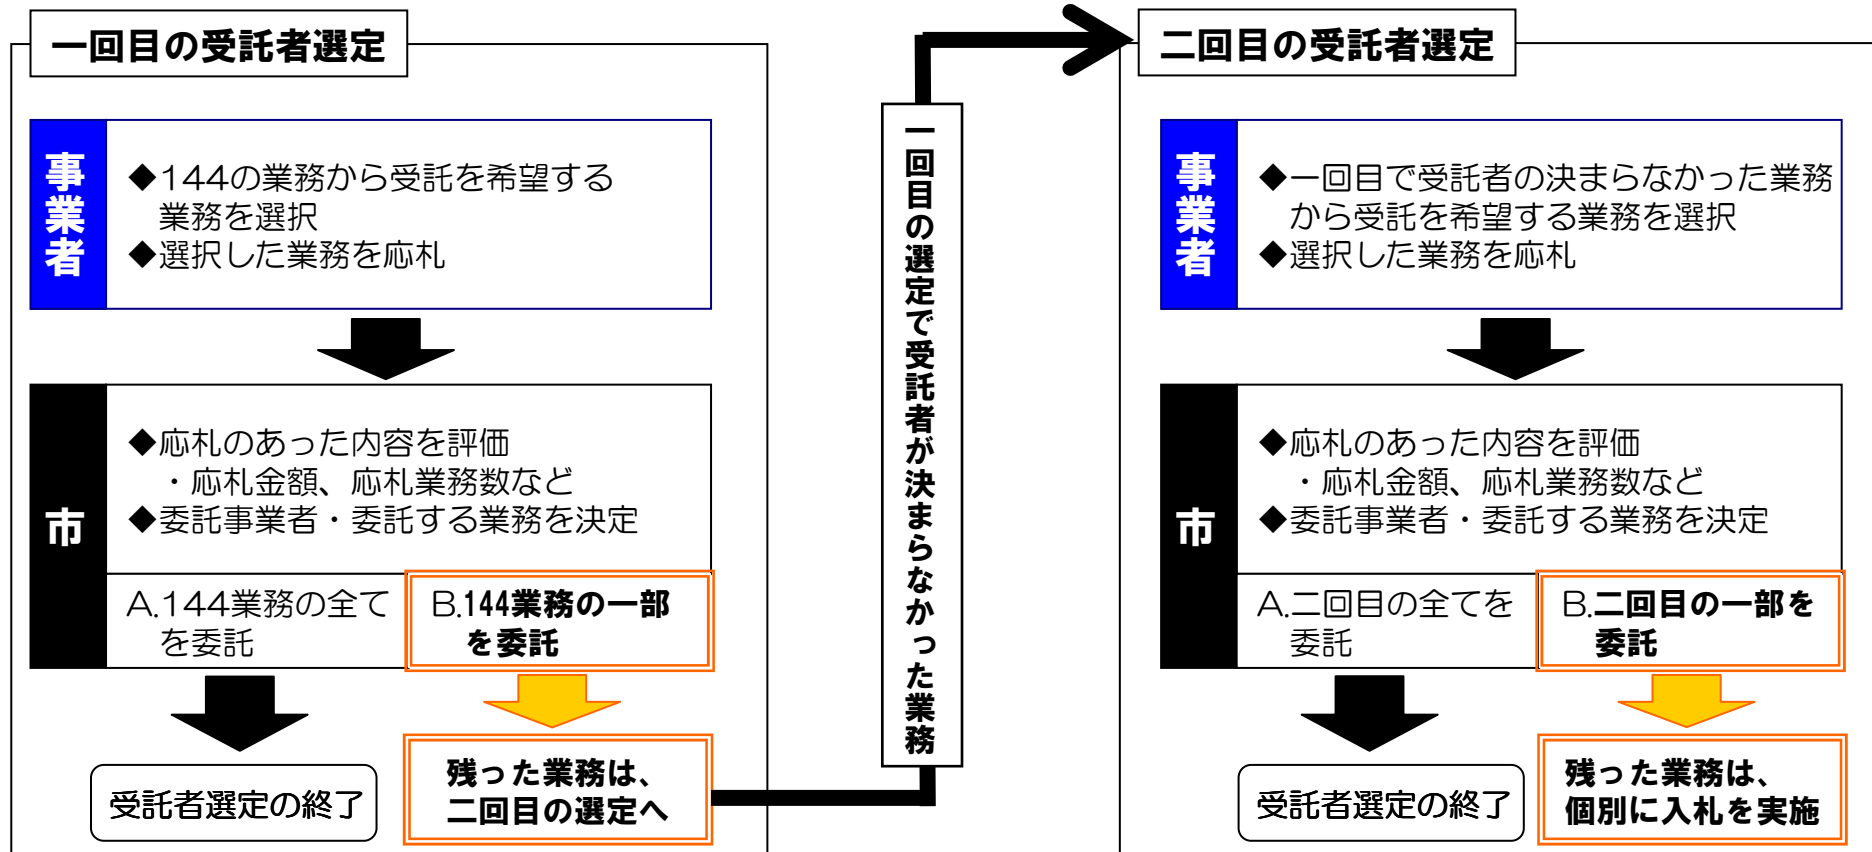 一回目の受託者選定
事業者
◆144の業務から受託を希望する
業務を選択
◆選択した業務を応札
市
◆応札のあった内容を評価
・応札金額、応札業務数など
◆委託事業者・委託する業務を決定
A.144業務の全て
を委託
B.144業務の一部
を委託
受託者選定の終了
残った業務は、
二回目の選定へ
一回目の選定で受託者が決まらなかった業務
二回目の受託者選定
事業者
◆一回目で受託者の決まらなかった業務
から受託を希望する業務を選択
◆選択した業務を応札
市
◆応札のあった内容を評価
・応札金額、応札業務数など
◆委託事業者・委託する業務を決定
A.二回目の全てを
委託
B.二回目の一部を
委託
受託者選定の終了
残った業務は、
個別に入札を実施